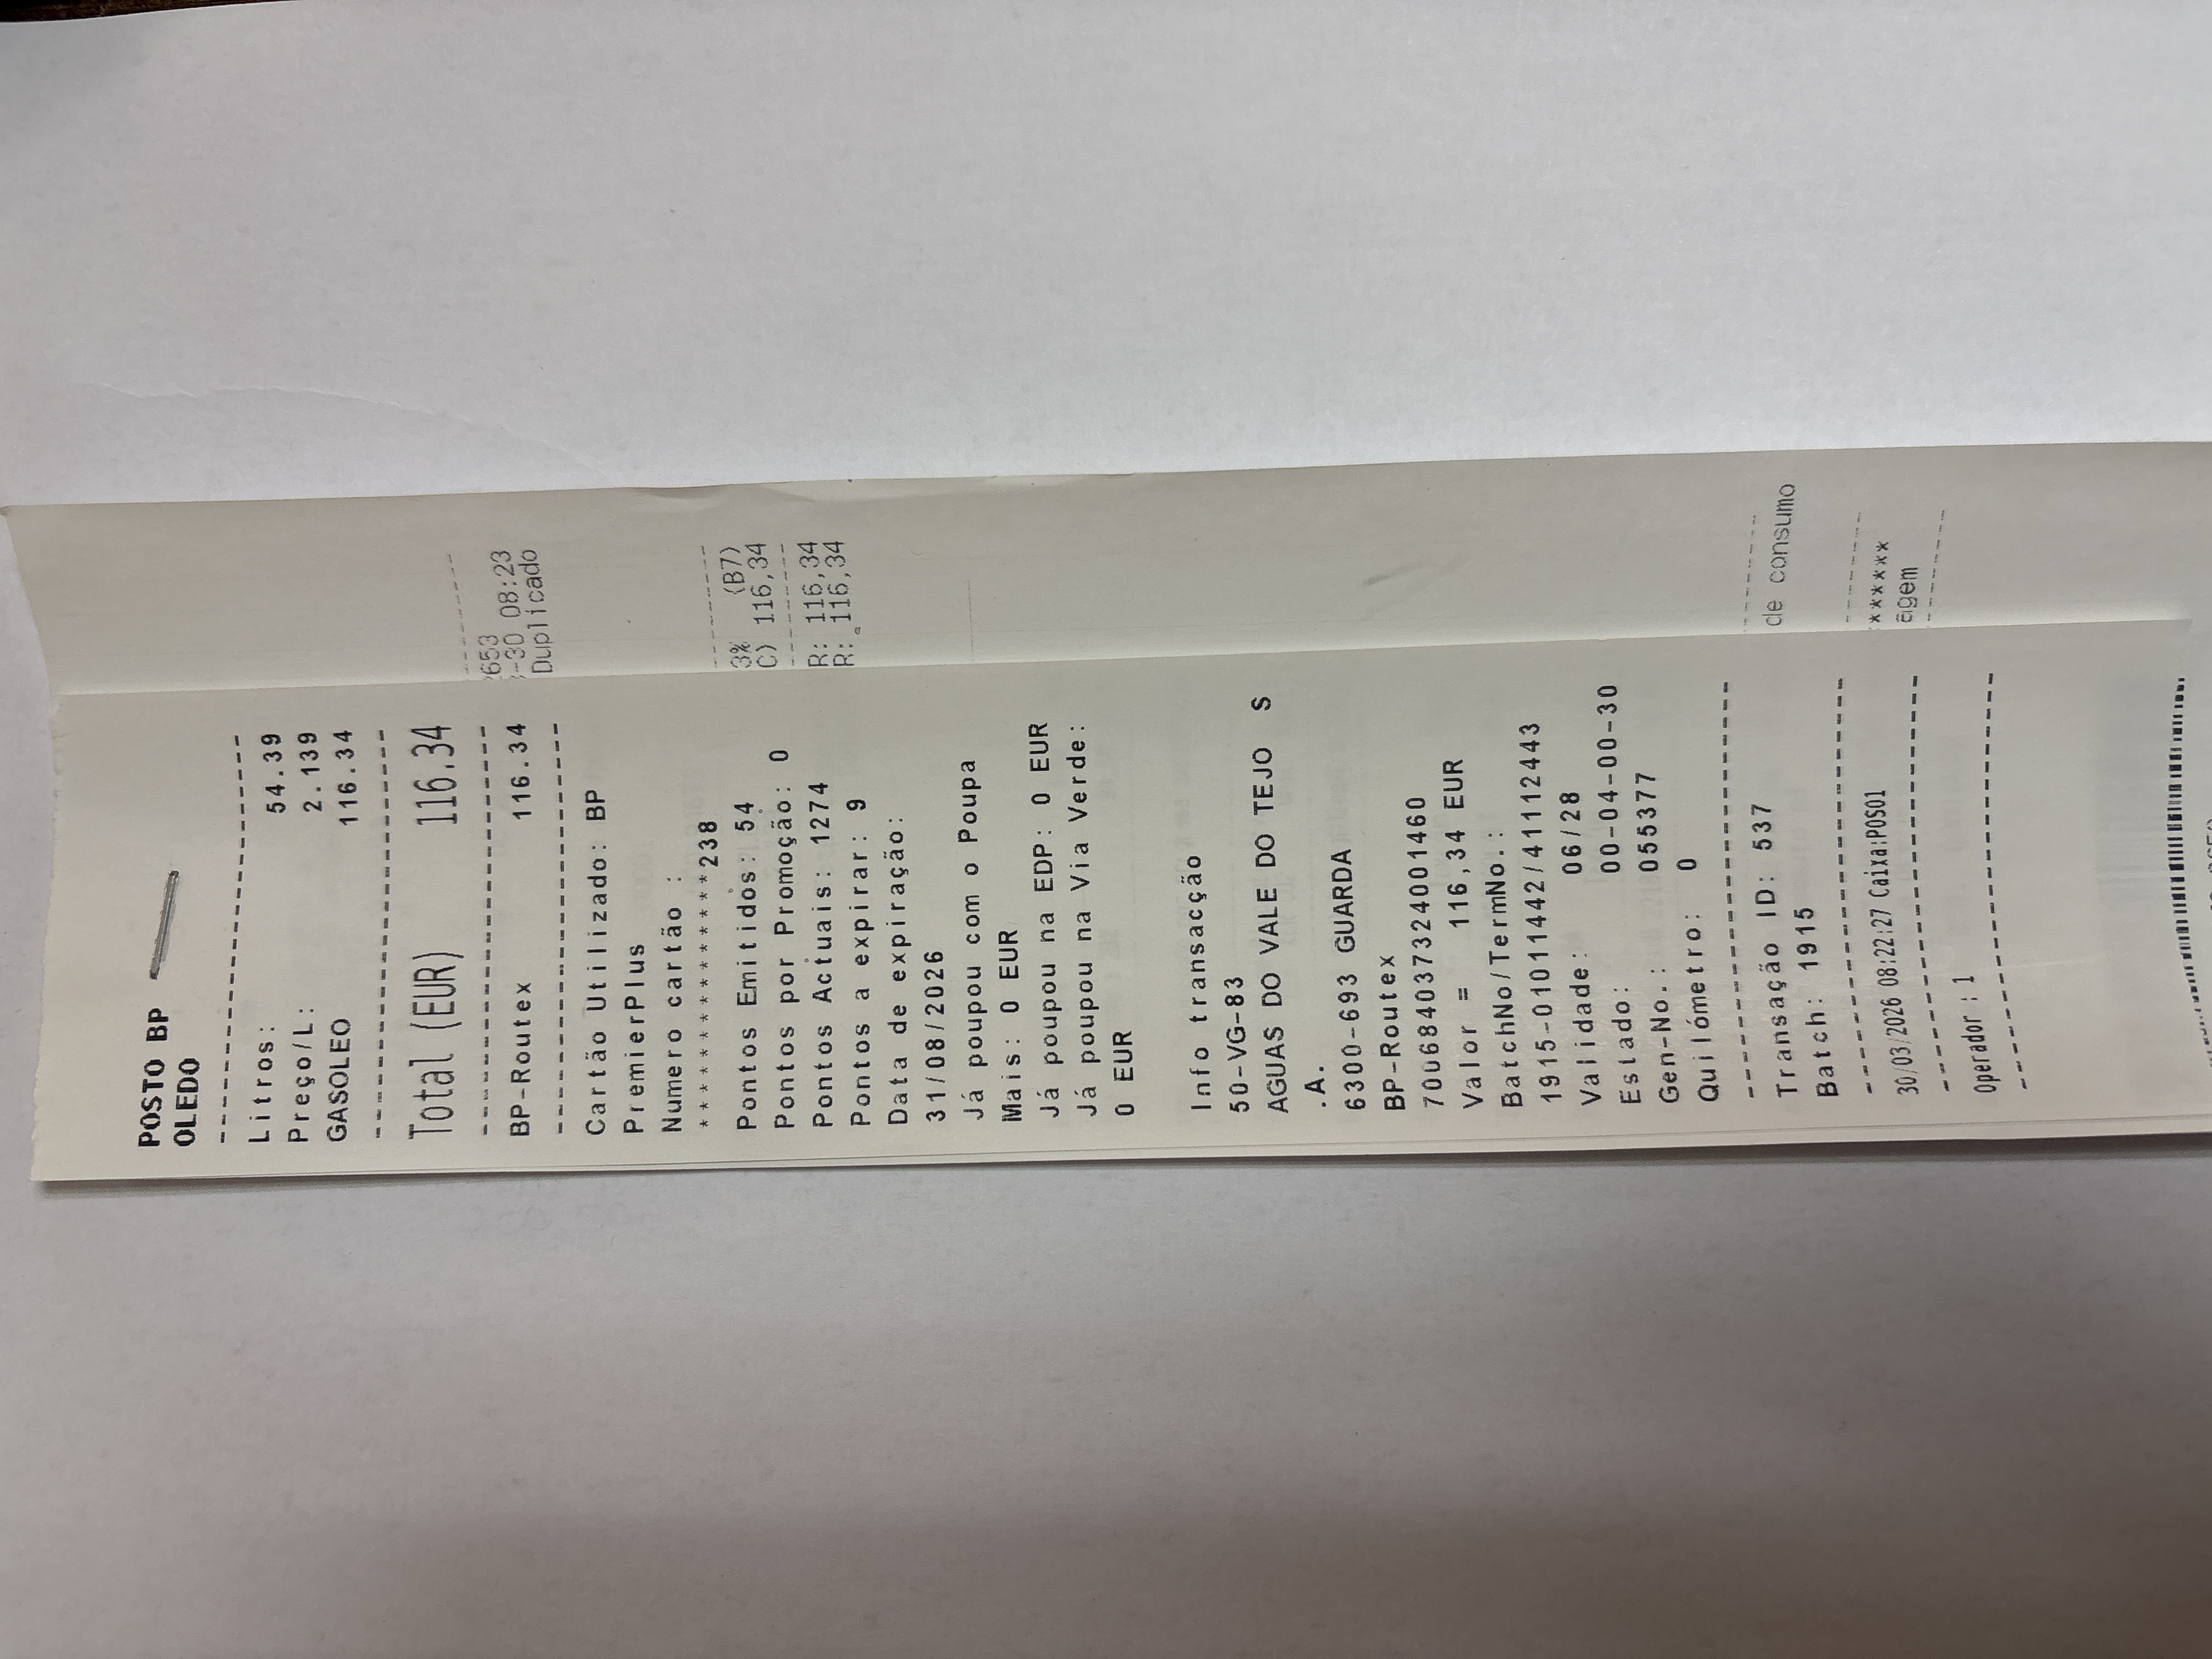 POSTO BP
OLEDO
Litros: 54.39
Preço/L: 2.139
GASOLEO 116.34
Total (EUR) 116.34
BP-Routex 116.34
Cartão Utilizado: BP
PremierPlus
Numero cartão :
****************238
Pontos Emitidos: 54
Pontos por Promoção: 0
Pontos Actuais: 1274
Pontos a expirar: 9
Data de expiração:
31/08/2026
Já poupou com o Poupa
Mais: 0 EUR
Já poupou na EDP: 0 EUR
Já poupou na Via Verde:
0 EUR
Info transacção
50-VG-83
AGUAS DO VALE DO TEJO S
.A.
6300-693 GUARDA
BP-Routex
700684037324001460
Valor = 116,34 EUR
BatchNo/TermNo.:
1915-01011442/41112443
Validade: 06/28
Estado: 00-04-00-30
Gen-No.: 055377
Quilómetro: 0
Transação ID: 537
Batch: 1915
30/03/2026 08:22:27 Caixa:POS01
Operador : 1
653
-30 08:23
Duplicado
3% (B7)
C) 116,34
R: 116,34
R: 116,34
de consumo
*******